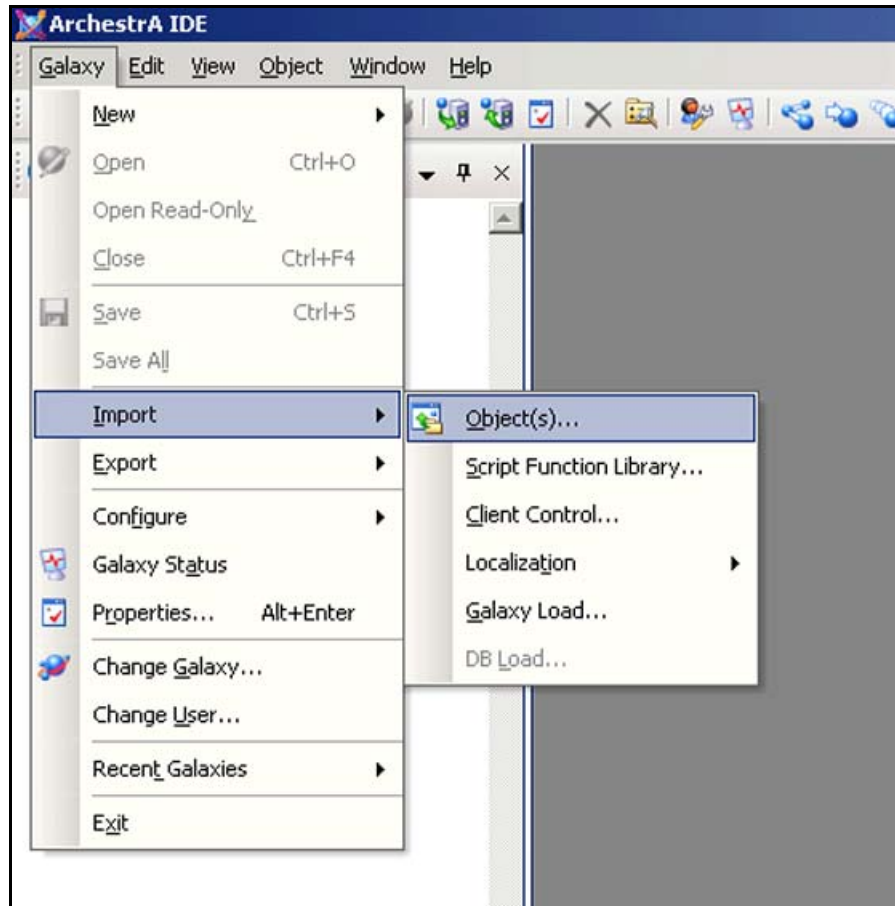 ArchestrA IDE
Galaxy Edit View Object Window Help
New
Open Ctrl+O
Open Read-Only
Close Ctrl+F4
Save Ctrl+S
Save All
Import
Object(s)...
Export
Script Function Library...
Configure
Client Control...
Galaxy Status
Localization
Properties... Alt+Enter
Galaxy Load...
Change Galaxy...
DB Load...
Change User...
Recent Galaxies
Exit